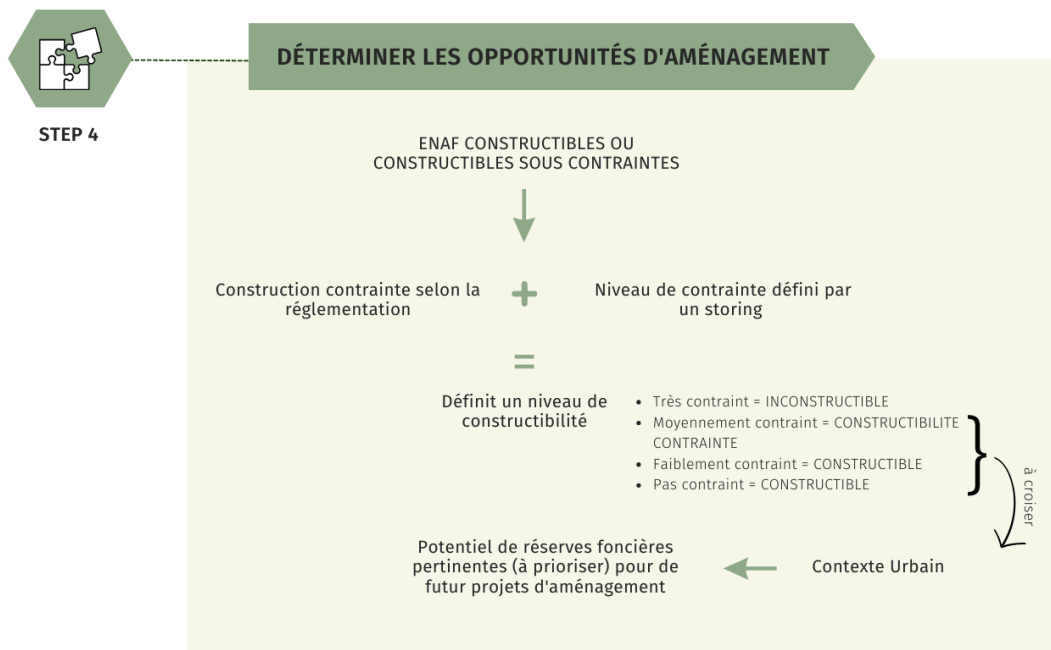 DÉTERMINER LES OPPORTUNITÉS D'AMÉNAGEMENT
STEP 4
ENAF CONSTRUCTIBLES OU
CONSTRUCTIBLES SOUS CONTRAINTES
Construction contrainte selon la
réglementation
+
Niveau de contrainte défini par
un storing
=
Définit un niveau de
constructibilité
• Très contraint = INCONSTRUCTIBLE
• Moyennement contraint = CONSTRUCTIBILITE
CONTRAINTE
• Faiblement contraint = CONSTRUCTIBLE
• Pas contraint = CONSTRUCTIBLE
à croiser
Contexte Urbain
Potentiel de réserves foncières
pertinentes (à prioriser) pour de
futur projets d'aménagement